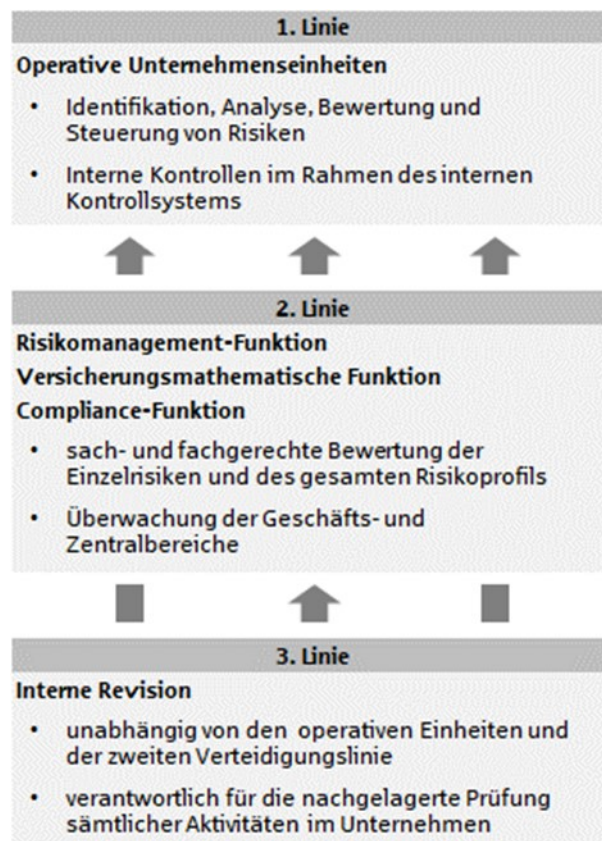 1. Linie
Operative Unternehmenseinheiten
• Identifikation, Analyse, Bewertung und
Steuerung von Risiken
• Interne Kontrollen im Rahmen des internen
Kontrollsystems
2. Linie
Risikomanagement-Funktion
Versicherungsmathematische Funktion
Compliance-Funktion
• sach- und fachgerechte Bewertung der
Einzelrisiken und des gesamten Risikoprofils
• Überwachung der Geschäfts- und
Zentralbereiche
3. Linie
Interne Revision
• unabhängig von den operativen Einheiten und
der zweiten Verteidigungslinie
• verantwortlich für die nachgelagerte Prüfung
sämtlicher Aktivitäten im Unternehmen